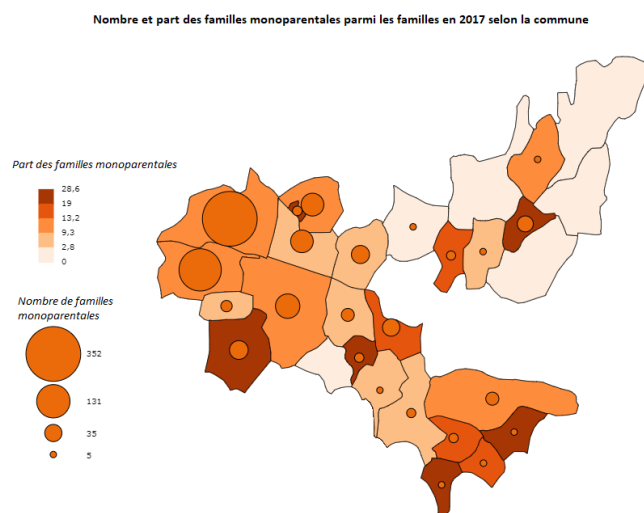 Nombre et part des familles monoparentales parmi les familles en 2017 selon la commune
Part des familles monoparentales
28,6
19
13,2
9,3
2,8
0
Nombre de familles
monoparentales
352
131
35
5